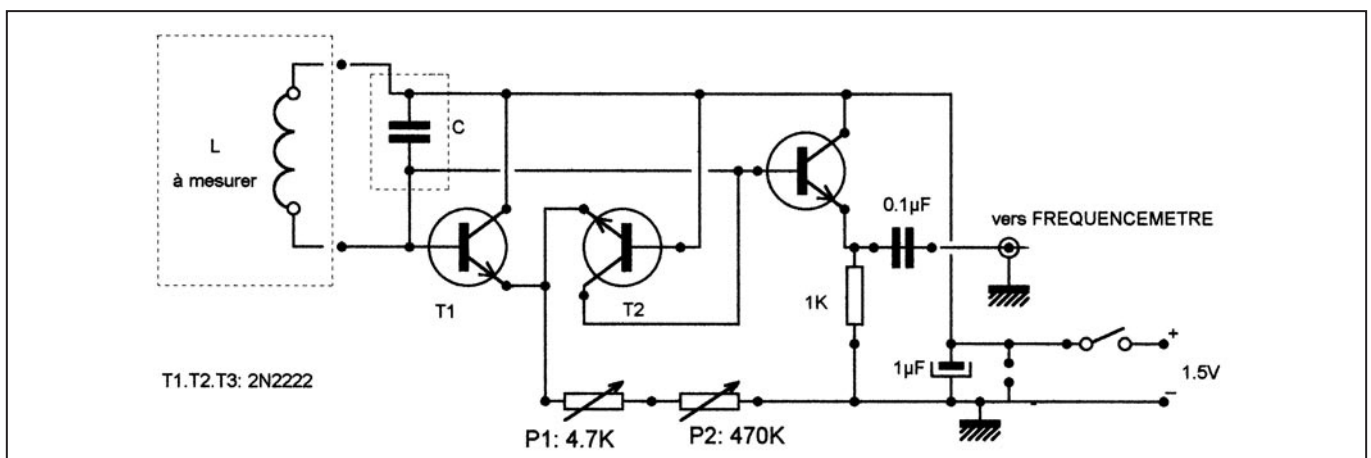 L
à mesurer
C
0.1µF
vers FREQUENCEMETRE
T1
T2
1K
+
1µF
1.5V
T1.T2.T3: 2N2222
−
P1: 4.7K
P2: 470K